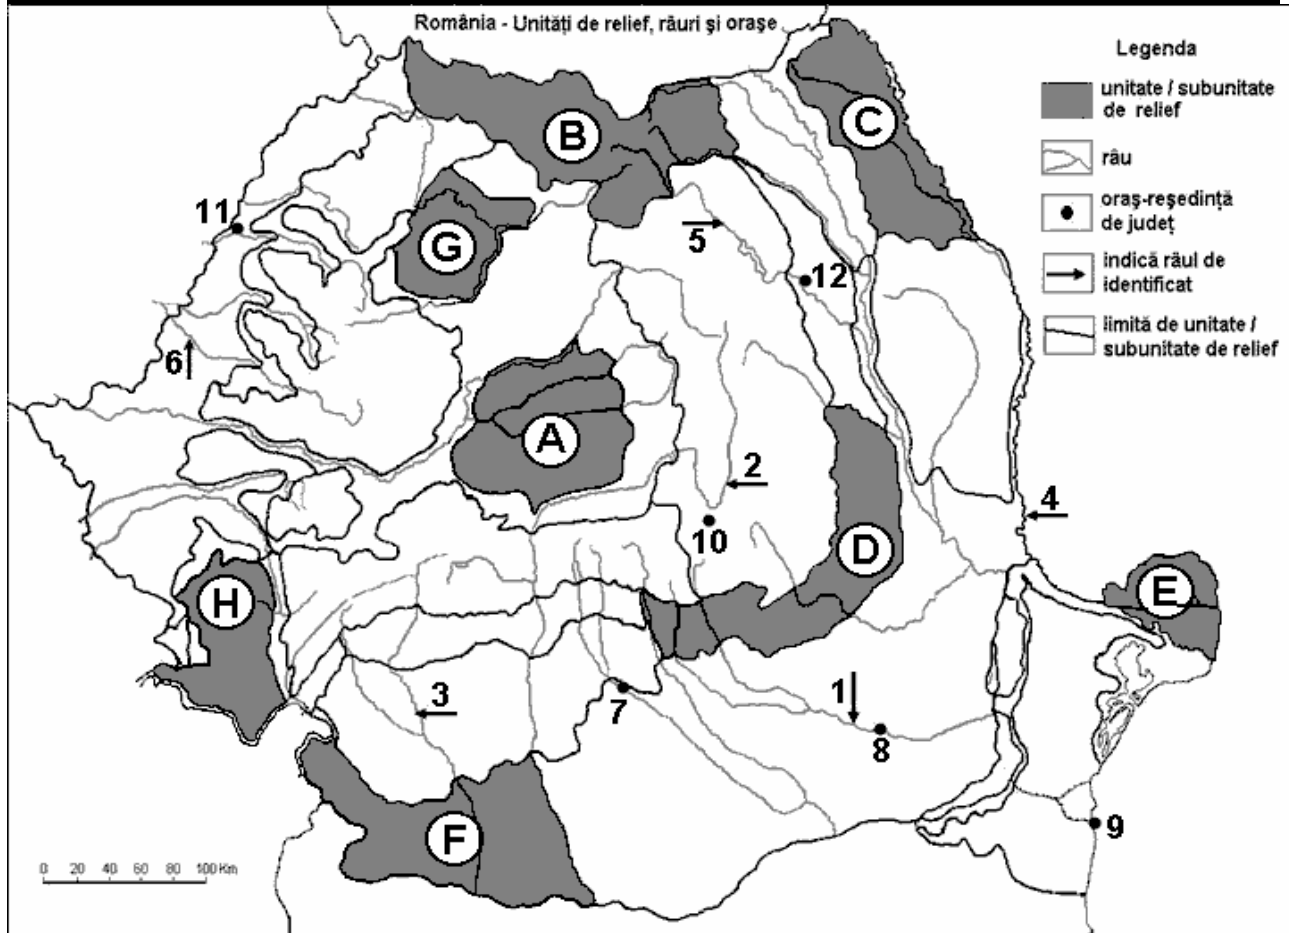 România - Unități de relief, râuri și orașe
Legenda
unitate / subunitate
de relief
râu
oraș-reședință
de județ
indică râul de
identificat
limită de unitate /
subunitate de relief
B
C
11
5
G
12
6
A
2
4
10
D
E
H
1
3
7
8
F
9
0 20 40 60 80 100 Km